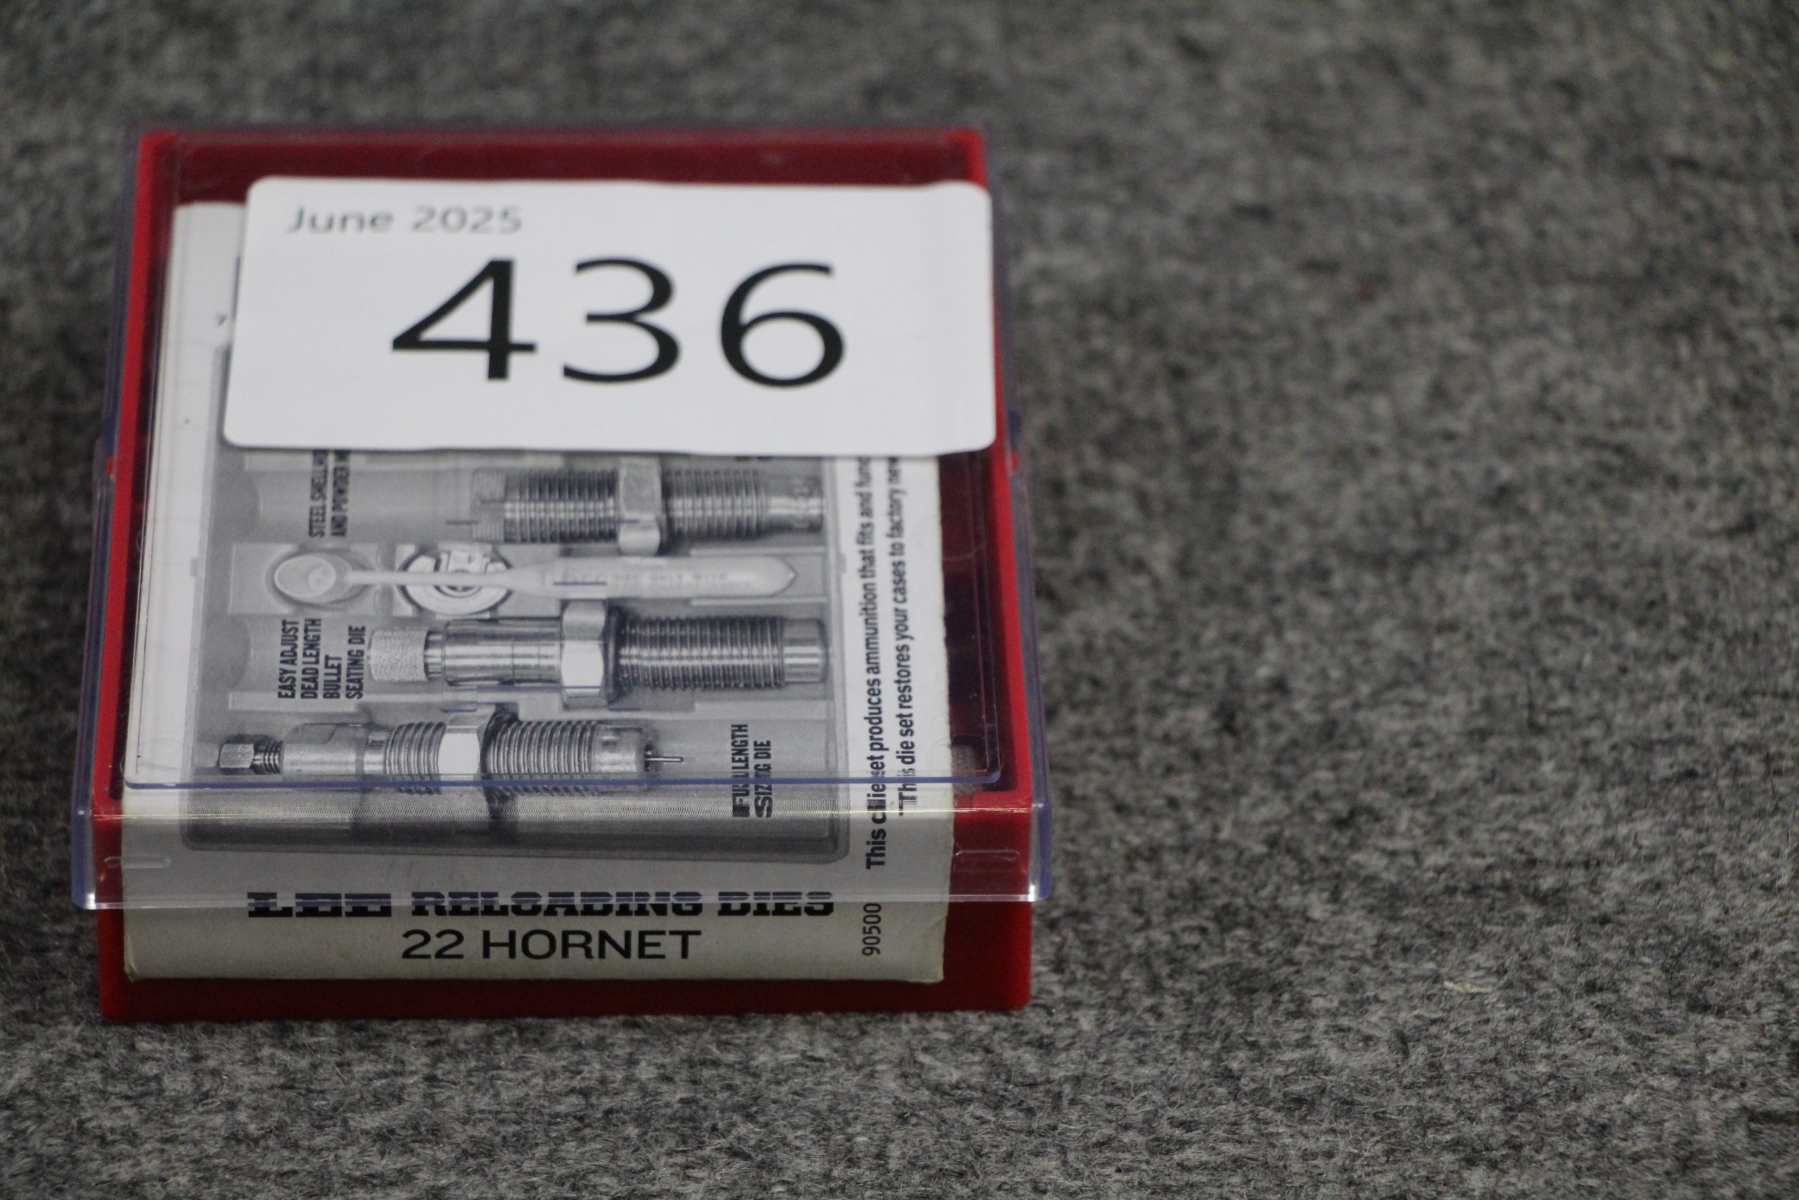 June 2025
436
STEEL SHELL
AND POWDER
EASY ADJUST
DEAD LENGTH
BULLET
SEATING DIE
FULL LENGTH
SIZING DIE
This die set produces ammunition that fits and
This die set restores your cases to factory new
LEE RELOADING DIES
22 HORNET
90500